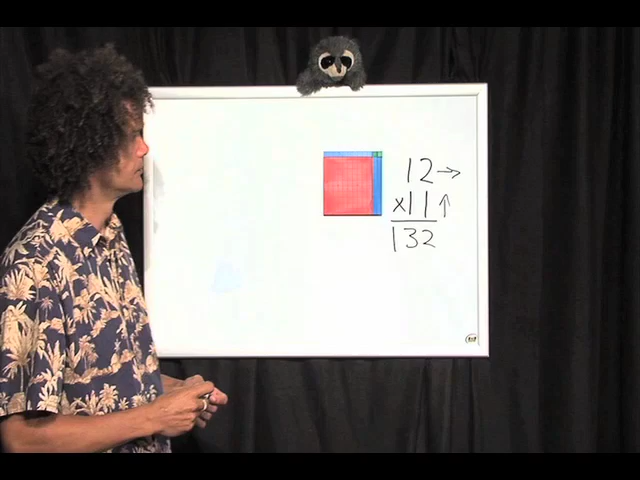 12 →
x11 ↑
132